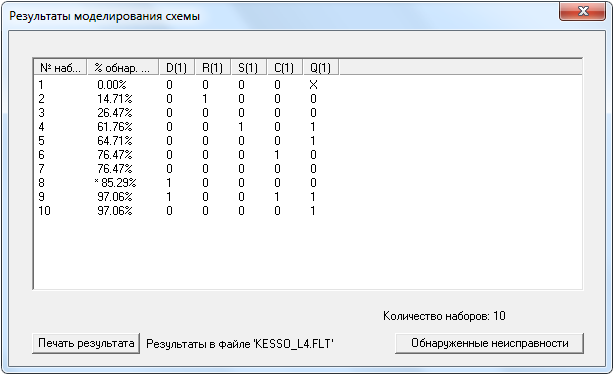 Результаты моделирования схемы
№ наб... % обнар. ... D(1) R(1) S(1) C(1) Q(1)
1 0.00% 0 0 0 0 X
2 14.71% 0 1 0 0 0
3 26.47% 0 0 0 0 0
4 61.76% 0 0 1 0 1
5 64.71% 0 0 0 0 1
6 76.47% 0 0 0 1 0
7 76.47% 0 0 0 0 0
8 * 85.29% 1 0 0 0 0
9 97.06% 1 0 0 1 1
10 97.06% 0 0 0 0 1
Количество наборов: 10
Печать результата Результаты в файле 'KESSO_L4.FLT' Обнаруженные неисправности